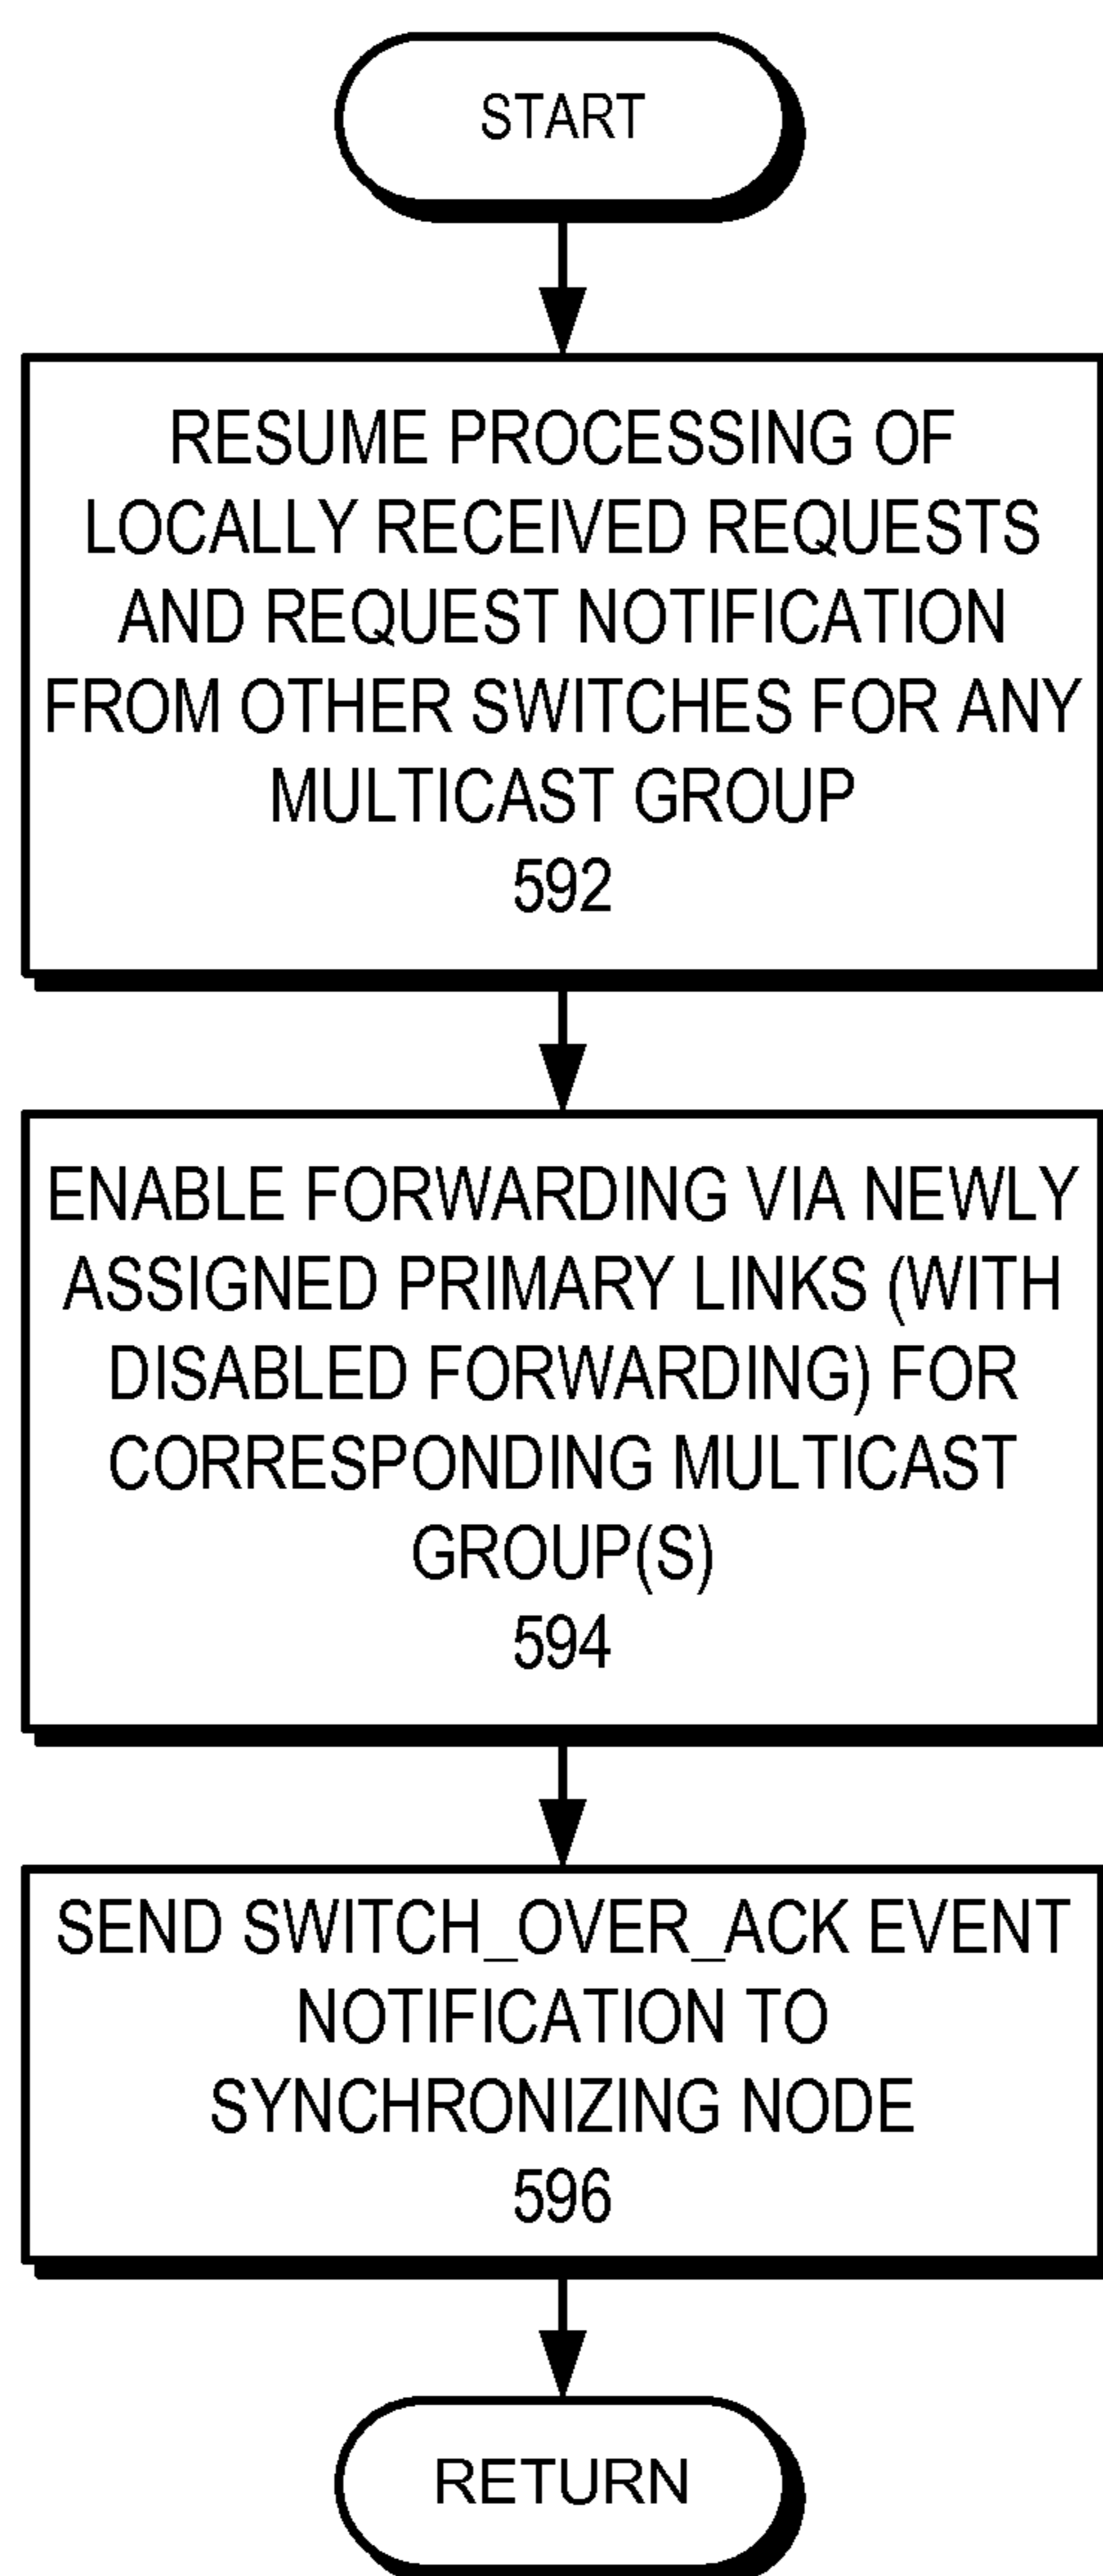 START
RESUME PROCESSING OF
LOCALLY RECEIVED REQUESTS
AND REQUEST NOTIFICATION
FROM OTHER SWITCHES FOR ANY
MULTICAST GROUP
592
ENABLE FORWARDING VIA NEWLY
ASSIGNED PRIMARY LINKS (WITH
DISABLED FORWARDING) FOR
CORRESPONDING MULTICAST
GROUP(S)
594
SEND SWITCH_OVER_ACK EVENT
NOTIFICATION TO
SYNCHRONIZING NODE
596
RETURN